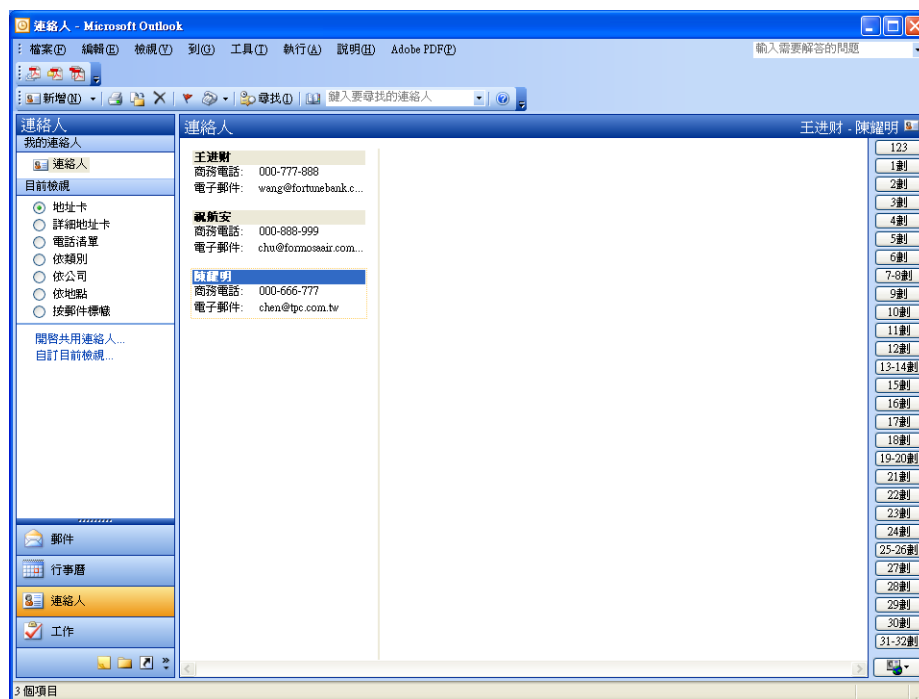 連絡人 - Microsoft Outlook
檔案(F) 編輯(E) 檢視(V) 到(G) 工具(T) 執行(A) 說明(H) Adobe PDF(P) 輸入需要解答的問題
新增(N) 尋找(I) 鍵入要尋找的連絡人
連絡人
我的連絡人
連絡人
目前檢視
地址卡
詳細地址卡
電話清單
依類別
依公司
依地點
按郵件標幟
開啓共用連絡人...
自訂目前檢視...
郵件
行事曆
連絡人
工作
連絡人 王进财 - 陳耀明
王进财
商務電話: 000-777-888
電子郵件: wang@fortunebank.c...
祝航安
商務電話: 000-888-999
電子郵件: chu@formosaair.com...
陳耀明
商務電話: 000-666-777
電子郵件: chen@tpc.com.tw
123
1劃
2劃
3劃
4劃
5劃
6劃
7-8劃
9劃
10劃
11劃
12劃
13-14劃
15劃
16劃
17劃
18劃
19-20劃
21劃
22劃
23劃
24劃
25-26劃
27劃
28劃
29劃
30劃
31-32劃
3 個項目